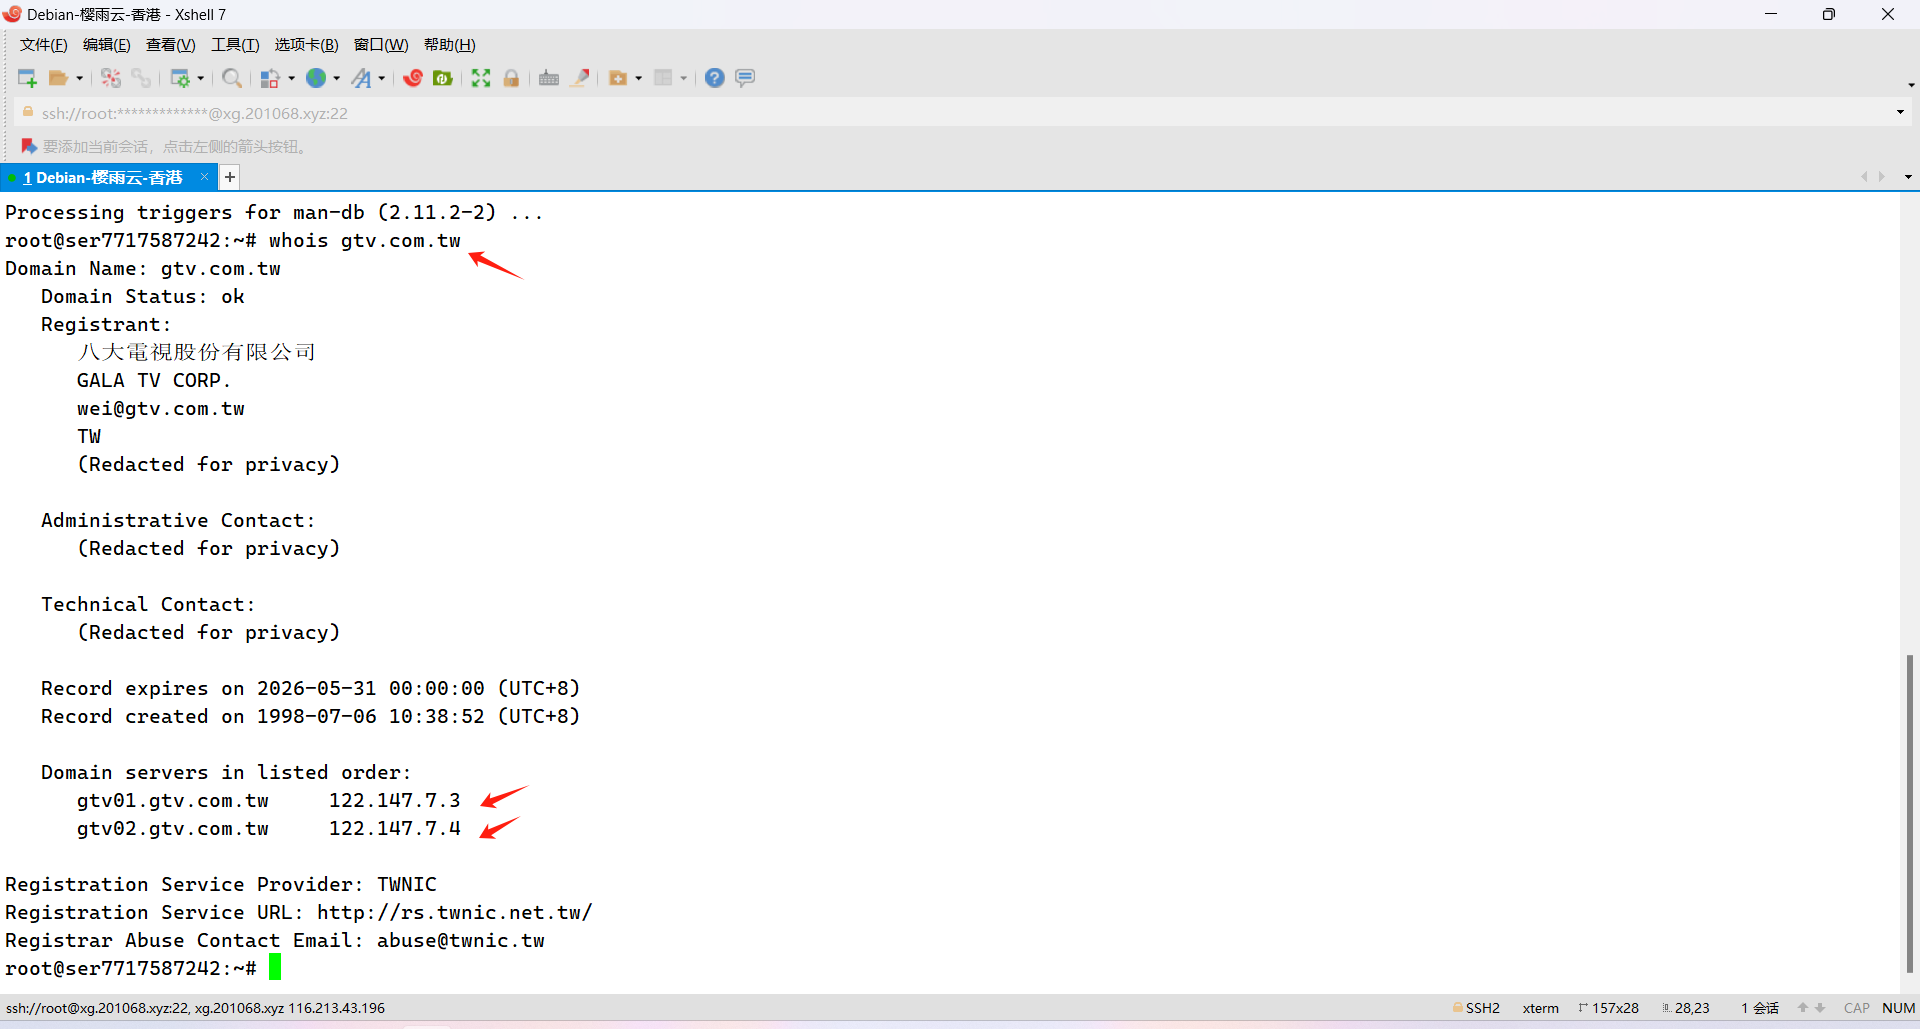 Debian-樱雨云-香港 - Xshell 7
文件(F) 编辑(E) 查看(V) 工具(T) 选项卡(B) 窗口(W) 帮助(H)
ssh://root:*************@xg.201068.xyz:22
要添加当前会话，点击左侧的箭头按钮。
1 Debian-樱雨云-香港 × +
Processing triggers for man-db (2.11.2-2) ...
root@ser7717587242:~# whois gtv.com.tw
Domain Name: gtv.com.tw
Domain Status: ok
Registrant:
八大電視股份有限公司
GALA TV CORP.
wei@gtv.com.tw
TW
(Redacted for privacy)
Administrative Contact:
(Redacted for privacy)
Technical Contact:
(Redacted for privacy)
Record expires on 2026-05-31 00:00:00 (UTC+8)
Record created on 1998-07-06 10:38:52 (UTC+8)
Domain servers in listed order:
gtv01.gtv.com.tw 122.147.7.3
gtv02.gtv.com.tw 122.147.7.4
Registration Service Provider: TWNIC
Registration Service URL: http://rs.twnic.net.tw/
Registrar Abuse Contact Email: abuse@twnic.tw
root@ser7717587242:~#
ssh://root@xg.201068.xyz:22, xg.201068.xyz 116.213.43.196 SSH2 xterm 157x28 28,23 1 会话 CAP NUM